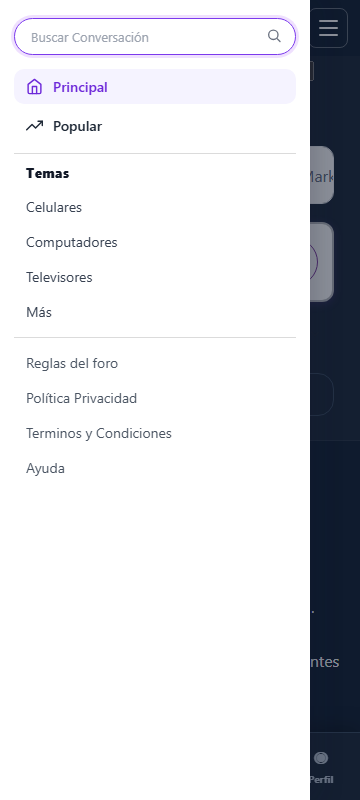 Buscar Conversación
Principal
Popular
Temas
Celulares
Computadores
Televisores
Más
Reglas del foro
Política Privacidad
Terminos y Condiciones
Ayuda
Perfil